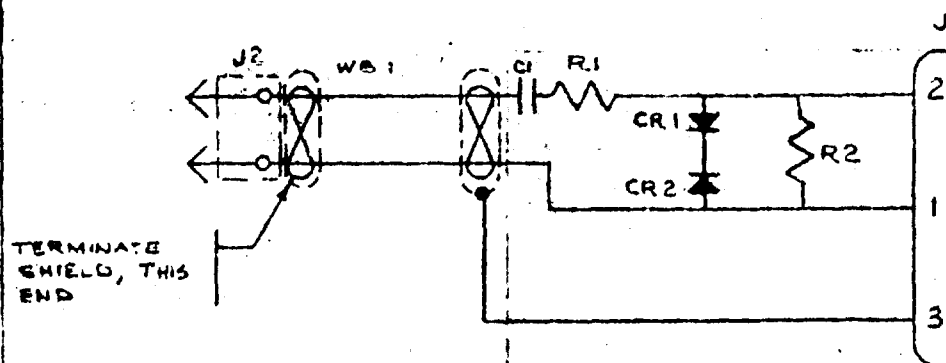 J
J2
WB1
C1
R1
2
CR1
R2
CR2
1
TERMINATE
SHIELD, THIS
END
3